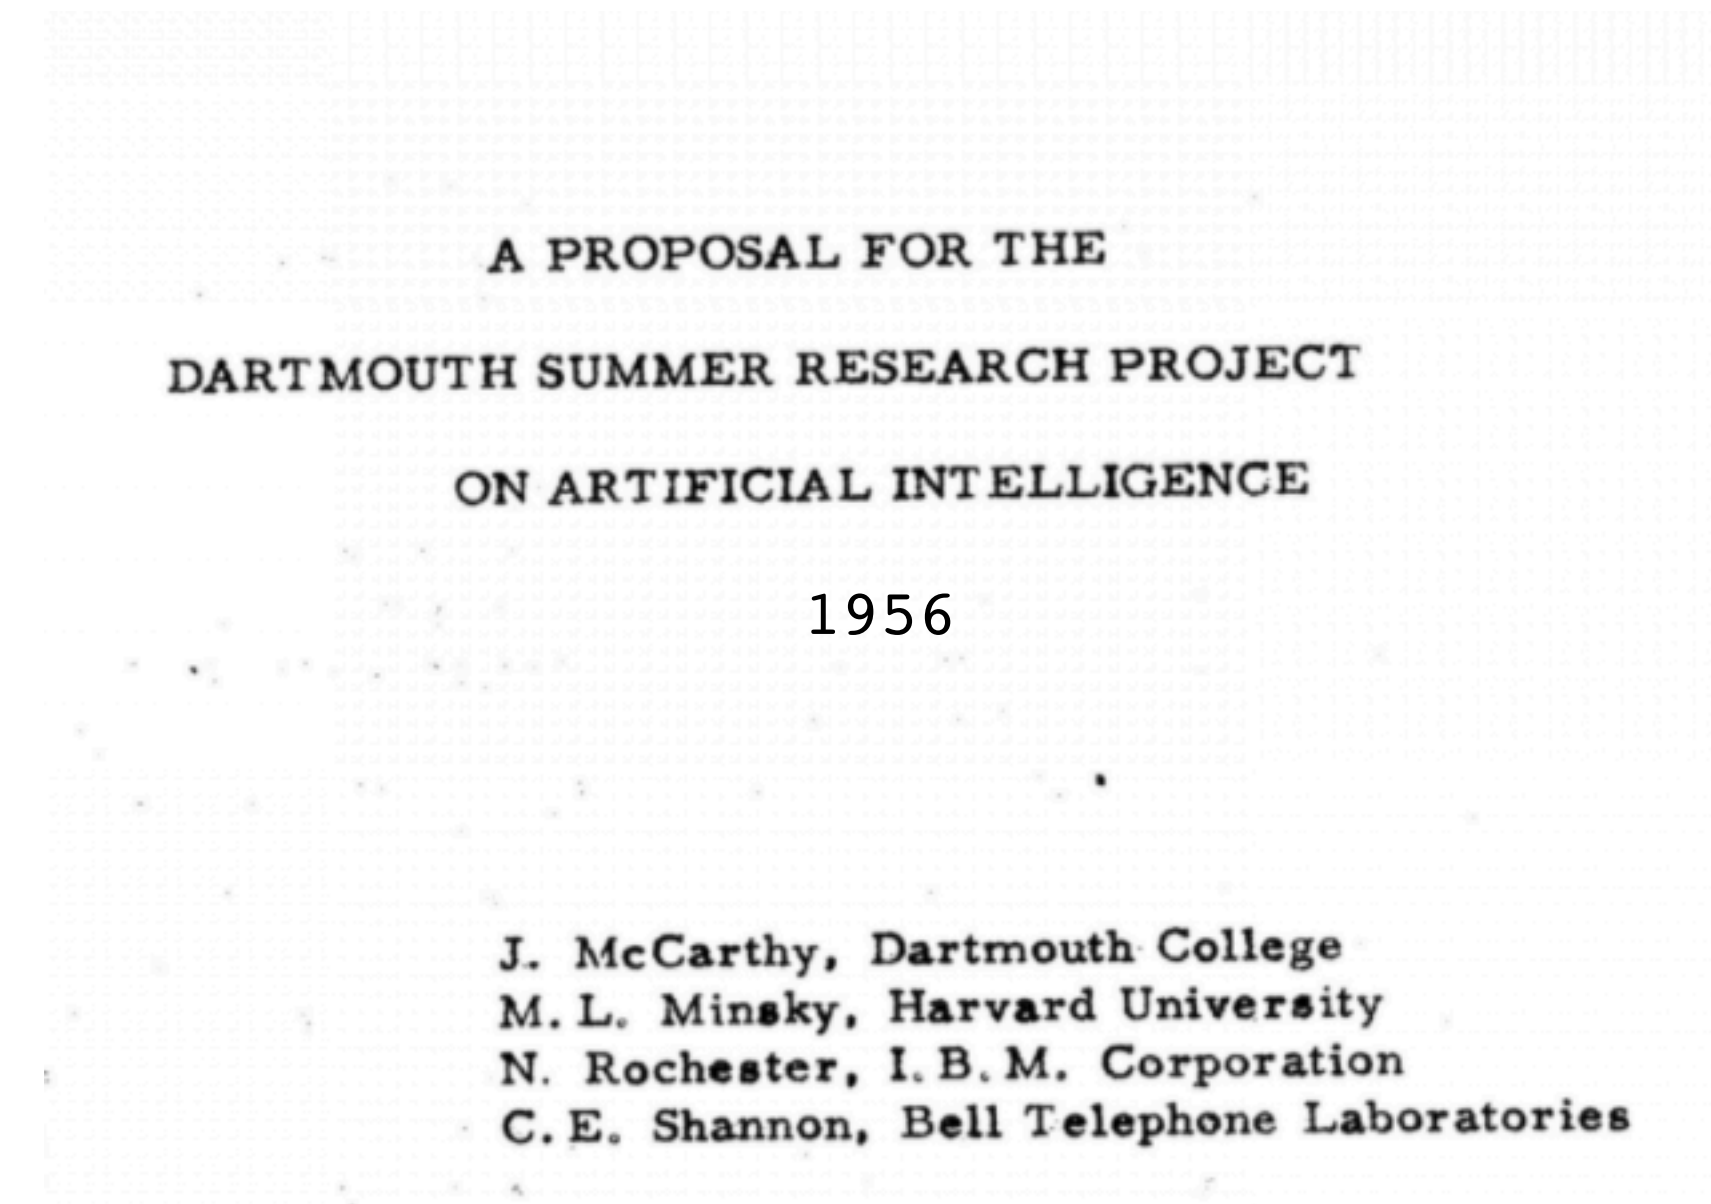 A PROPOSAL FOR THE
DARTMOUTH SUMMER RESEARCH PROJECT
ON ARTIFICIAL INTELLIGENCE
1956
J. McCarthy, Dartmouth College
M. L. Minsky, Harvard University
N. Rochester, I. B. M. Corporation
C. E. Shannon, Bell Telephone Laboratories